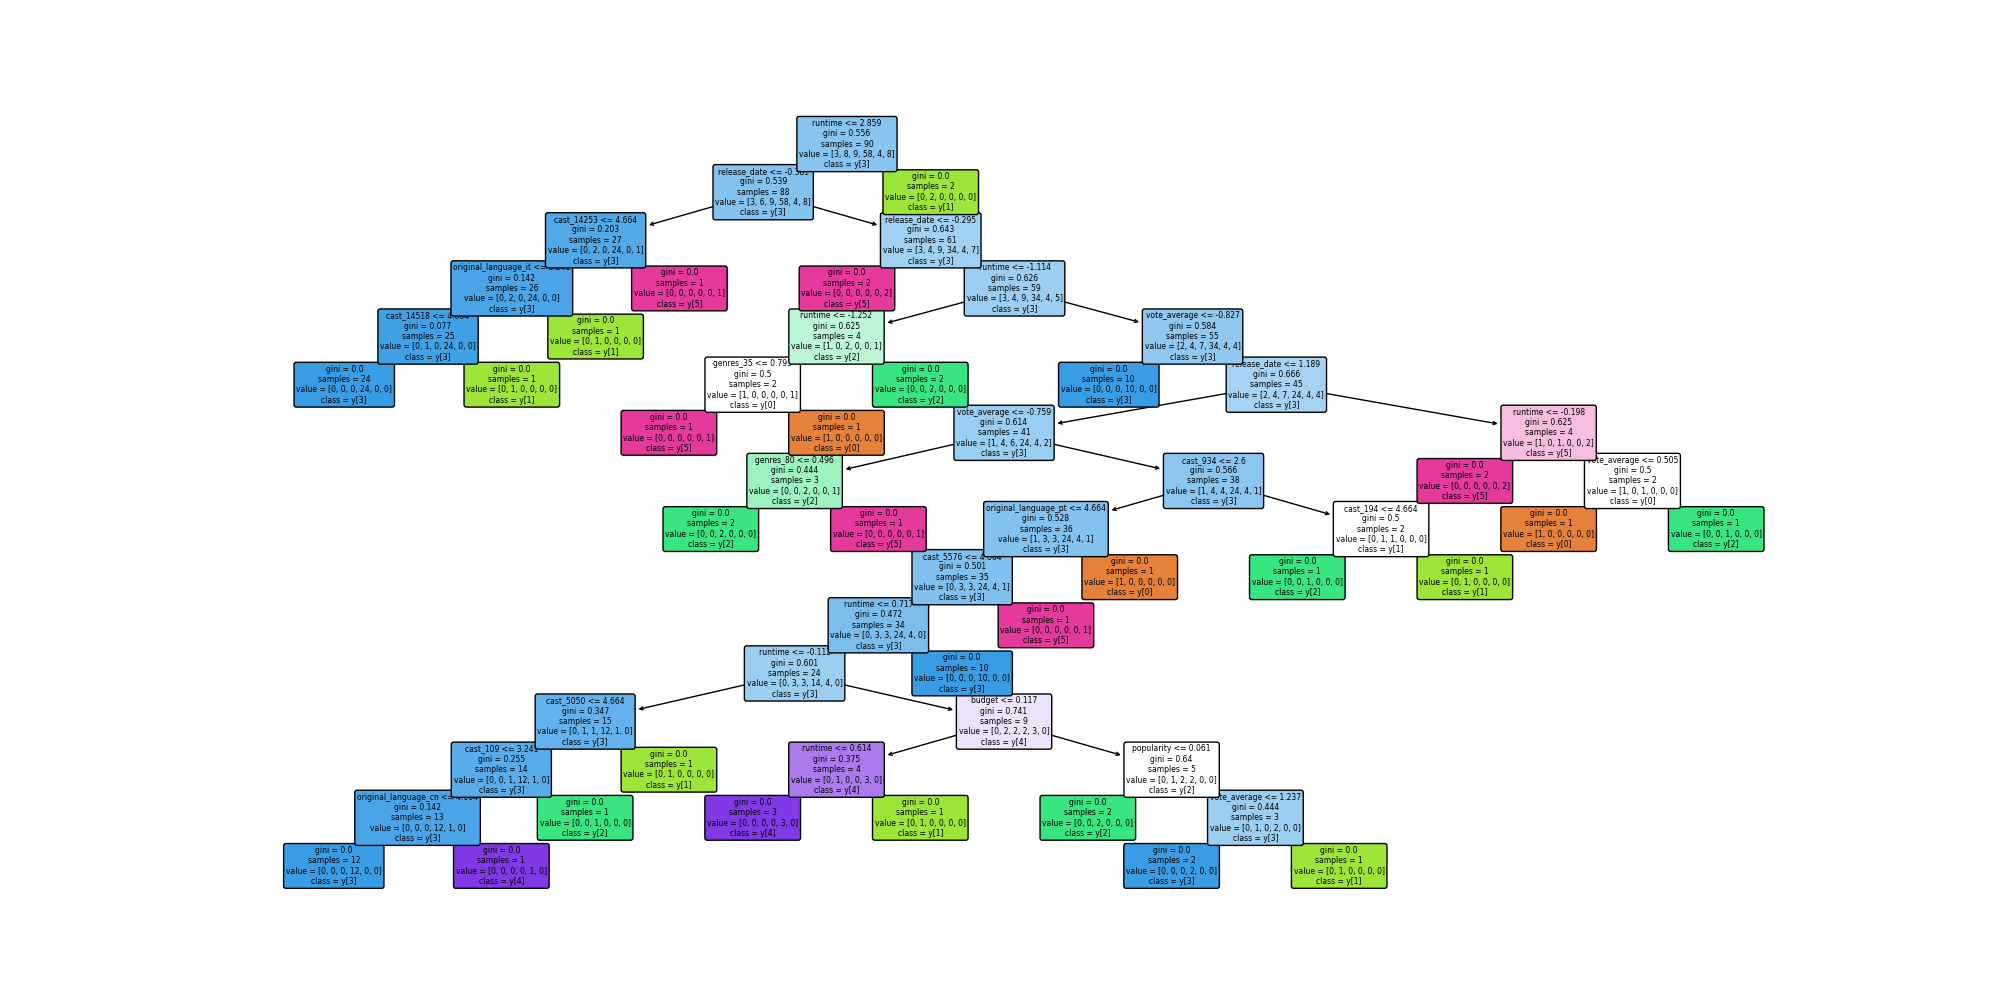 runtime <= 2.859
gini = 0.556
samples = 90
value = [3, 8, 9, 58, 4, 8]
class = y[3]
release_date <=
gini = 0.539
samples = 88
value = [3, 6, 9, 58, 4, 8]
class = y[3]
gini = 0.0
samples = 2
value = [0, 2, 0, 0, 0, 0]
class = y[1]
cast_14253 <= 4.664
gini = 0.203
samples = 27
value = [0, 2, 0, 24, 0, 1]
class = y[3]
release_date <= -0.295
gini = 0.643
samples = 61
value = [3, 4, 9, 34, 4, 7]
class = y[3]
original_language_it <=
gini = 0.142
samples = 26
value = [0, 2, 0, 24, 0, 0]
class = y[3]
gini = 0.0
samples = 1
value = [0, 0, 0, 0, 0, 1]
class = y[5]
gini = 0.0
samples = 2
value = [0, 0, 0, 0, 0, 2]
class = y[5]
runtime <= -1.114
gini = 0.626
samples = 59
value = [3, 4, 9, 34, 4, 5]
class = y[3]
cast_14518 <=
gini = 0.077
samples = 25
value = [0, 1, 0, 24, 0, 0]
class = y[3]
gini = 0.0
samples = 1
value = [0, 1, 0, 0, 0, 0]
class = y[1]
runtime <= -1.252
gini = 0.625
samples = 4
value = [1, 0, 2, 0, 0, 1]
class = y[2]
vote_average <= -0.827
gini = 0.584
samples = 55
value = [2, 4, 7, 34, 4, 4]
class = y[3]
gini = 0.0
samples = 24
value = [0, 0, 0, 24, 0, 0]
class = y[3]
gini = 0.0
samples = 1
value = [0, 1, 0, 0, 0, 0]
class = y[1]
genres_35 <=
gini = 0.5
samples = 2
value = [1, 0, 0, 0, 0, 1]
class = y[0]
gini = 0.0
samples = 2
value = [0, 0, 2, 0, 0, 0]
class = y[2]
gini = 0.0
samples = 10
value = [0, 0, 0, 10, 0, 0]
class = y[3]
release_date <= 1.189
gini = 0.666
samples = 45
value = [2, 4, 7, 24, 4, 4]
class = y[3]
gini = 0.0
samples = 1
value = [0, 0, 0, 0, 0, 1]
class = y[5]
gini = 0.0
samples = 1
value = [1, 0, 0, 0, 0, 0]
class = y[0]
vote_average <= -0.759
gini = 0.614
samples = 41
value = [1, 4, 6, 24, 4, 2]
class = y[3]
runtime <= -0.198
gini = 0.625
samples = 4
value = [1, 0, 1, 0, 0, 2]
class = y[5]
genres_80 <= 0.496
gini = 0.444
samples = 3
value = [0, 0, 2, 0, 0, 1]
class = y[2]
cast_934 <= 2.6
gini = 0.566
samples = 38
value = [1, 4, 4, 24, 4, 1]
class = y[3]
gini = 0.0
samples = 2
value = [0, 0, 0, 0, 0, 2]
class = y[5]
vote_average <= 0.505
gini = 0.5
samples = 2
value = [1, 0, 1, 0, 0, 0]
class = y[0]
gini = 0.0
samples = 2
value = [0, 0, 2, 0, 0, 0]
class = y[2]
gini = 0.0
samples = 1
value = [0, 0, 0, 0, 0, 1]
class = y[5]
original_language_pt <= 4.664
gini = 0.528
samples = 36
value = [1, 3, 3, 24, 4, 1]
class = y[3]
cast_194 <= 4.664
gini = 0.5
samples = 2
value = [0, 1, 1, 0, 0, 0]
class = y[1]
gini = 0.0
samples = 1
value = [1, 0, 0, 0, 0, 0]
class = y[0]
gini = 0.0
samples = 1
value = [0, 0, 1, 0, 0, 0]
class = y[2]
cast_5576 <=
gini = 0.501
samples = 35
value = [0, 3, 3, 24, 4, 1]
class = y[3]
gini = 0.0
samples = 1
value = [1, 0, 0, 0, 0, 0]
class = y[0]
gini = 0.0
samples = 1
value = [0, 0, 1, 0, 0, 0]
class = y[2]
gini = 0.0
samples = 1
value = [0, 1, 0, 0, 0, 0]
class = y[1]
runtime <= 0.717
gini = 0.472
samples = 34
value = [0, 3, 3, 24, 4, 0]
class = y[3]
gini = 0.0
samples = 1
value = [0, 0, 0, 0, 0, 1]
class = y[5]
runtime <=
gini = 0.601
samples = 24
value = [0, 3, 3, 14, 4, 0]
class = y[3]
gini = 0.0
samples = 10
value = [0, 0, 0, 10, 0, 0]
class = y[3]
cast_5050 <= 4.664
gini = 0.347
samples = 15
value = [0, 1, 1, 12, 1, 0]
class = y[3]
budget <= 0.117
gini = 0.741
samples = 9
value = [0, 2, 2, 2, 3, 0]
class = y[4]
cast_109 <= 3.241
gini = 0.255
samples = 14
value = [0, 0, 1, 12, 1, 0]
class = y[3]
gini = 0.0
samples = 1
value = [0, 1, 0, 0, 0, 0]
class = y[1]
runtime <= 0.614
gini = 0.375
samples = 4
value = [0, 1, 0, 0, 3, 0]
class = y[4]
popularity <= 0.061
gini = 0.64
samples = 5
value = [0, 1, 2, 2, 0, 0]
class = y[2]
original_language_cn <=
gini = 0.142
samples = 13
value = [0, 0, 0, 12, 1, 0]
class = y[3]
gini = 0.0
samples = 1
value = [0, 0, 1, 0, 0, 0]
class = y[2]
gini = 0.0
samples = 3
value = [0, 0, 0, 0, 3, 0]
class = y[4]
gini = 0.0
samples = 1
value = [0, 1, 0, 0, 0, 0]
class = y[1]
gini = 0.0
samples = 2
value = [0, 0, 2, 0, 0, 0]
class = y[2]
vote_average <= 1.237
gini = 0.444
samples = 3
value = [0, 1, 0, 2, 0, 0]
class = y[3]
gini = 0.0
samples = 12
value = [0, 0, 0, 12, 0, 0]
class = y[3]
gini = 0.0
samples = 1
value = [0, 0, 0, 0, 1, 0]
class = y[4]
gini = 0.0
samples = 2
value = [0, 0, 0, 2, 0, 0]
class = y[3]
gini = 0.0
samples = 1
value = [0, 1, 0, 0, 0, 0]
class = y[1]